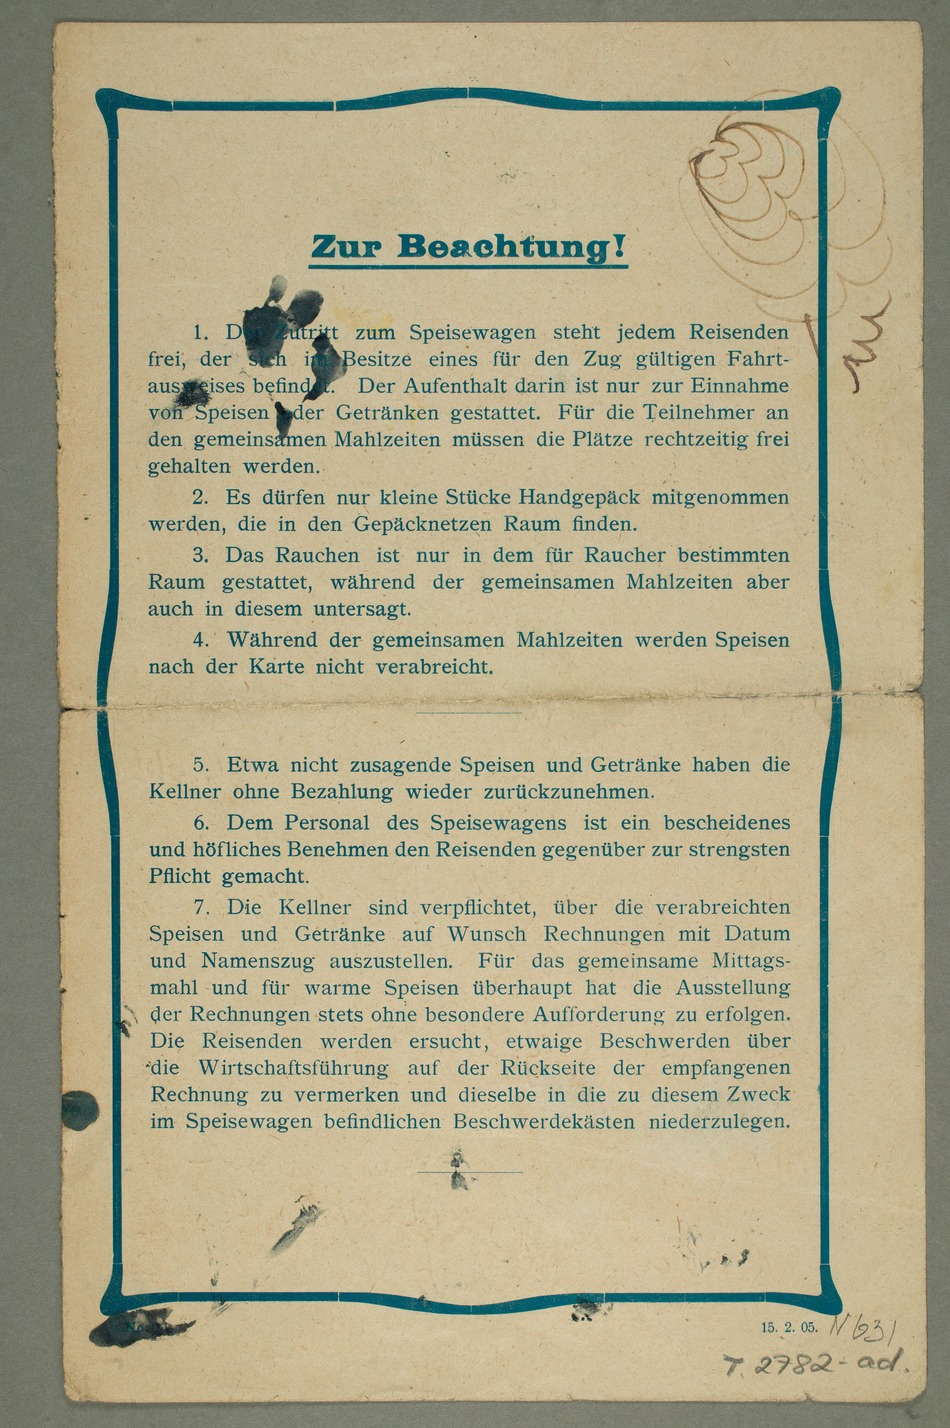 Zur Beachtung!
1. Der Zutritt zum Speisewagen steht jedem Reisenden
frei, der sich im Besitze eines für den Zug gültigen Fahrt-
ausweises befindet. Der Aufenthalt darin ist nur zur Einnahme
von Speisen oder Getränken gestattet. Für die Teilnehmer an
den gemeinsamen Mahlzeiten müssen die Plätze rechtzeitig frei
gehalten werden.
2. Es dürfen nur kleine Stücke Handgepäck mitgenommen
werden, die in den Gepäcknetzen Raum finden.
3. Das Rauchen ist nur in dem für Raucher bestimmten
Raum gestattet, während der gemeinsamen Mahlzeiten aber
auch in diesem untersagt.
4. Während der gemeinsamen Mahlzeiten werden Speisen
nach der Karte nicht verabreicht.
5. Etwa nicht zusagende Speisen und Getränke haben die
Kellner ohne Bezahlung wieder zurückzunehmen.
6. Dem Personal des Speisewagens ist ein bescheidenes
und höfliches Benehmen den Reisenden gegenüber zur strengsten
Pflicht gemacht.
7. Die Kellner sind verpflichtet, über die verabreichten
Speisen und Getränke auf Wunsch Rechnungen mit Datum
und Namenszug auszustellen. Für das gemeinsame Mittags-
mahl und für warme Speisen überhaupt hat die Ausstellung
der Rechnungen stets ohne besondere Aufforderung zu erfolgen.
Die Reisenden werden ersucht, etwaige Beschwerden über
die Wirtschaftsführung auf der Rückseite der empfangenen
Rechnung zu vermerken und dieselbe in die zu diesem Zweck
im Speisewagen befindlichen Beschwerdekästen niederzulegen.
15. 2. 05. N 631
T. 2782-ad.